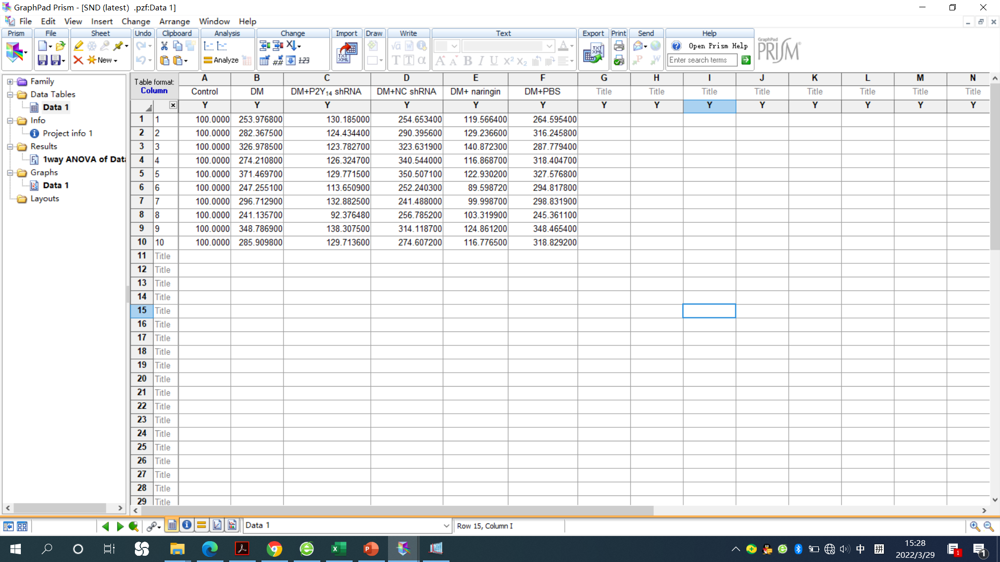 GraphPad Prism - [SND (latest)  .pzf:Data 1]
File Edit View Insert Change Arrange Window Help
Prism File Sheet Undo Clipboard Analysis Change Import Draw Write Text Export Print Send Help
New
Analyze
Open Prism Help
Enter search terms
GraphPad PRISM
Family
Data Tables
Data 1
Info
Project info 1
Results
1way ANOVA of Data
Graphs
Data 1
Layouts
Table format: A B C D E F G H I J K L M N
Column Control DM DM+P2Y₁₄ shRNA DM+NC shRNA DM+ naringin DM+PBS Title Title Title Title Title Title Title Title
Y Y Y Y Y Y Y Y Y Y Y Y Y Y
1 1 100.0000 253.976800 130.185000 254.653400 119.566400 264.595400
2 2 100.0000 282.367500 124.434400 290.395600 129.236600 316.245800
3 3 100.0000 326.978500 123.782700 323.631900 140.872300 287.779400
4 4 100.0000 274.210800 126.324700 340.544000 116.868700 318.404700
5 5 100.0000 371.469700 129.771500 350.507100 122.930200 327.576800
6 6 100.0000 247.255100 113.650900 252.240300 89.598720 294.817800
7 7 100.0000 296.712900 132.882500 241.488000 99.998700 298.831900
8 8 100.0000 241.135700 92.376480 256.785200 103.319900 245.361100
9 9 100.0000 348.786900 138.307500 314.118700 124.861200 348.465400
10 10 100.0000 285.909800 129.713600 274.607200 116.776500 318.829200
11 Title
12 Title
13 Title
14 Title
15 Title
16 Title
17 Title
18 Title
19 Title
20 Title
21 Title
22 Title
23 Title
24 Title
25 Title
26 Title
27 Title
28 Title
29 Title
Data 1
Row 15, Column I
中 拼
15:28
2022/3/29
1
1